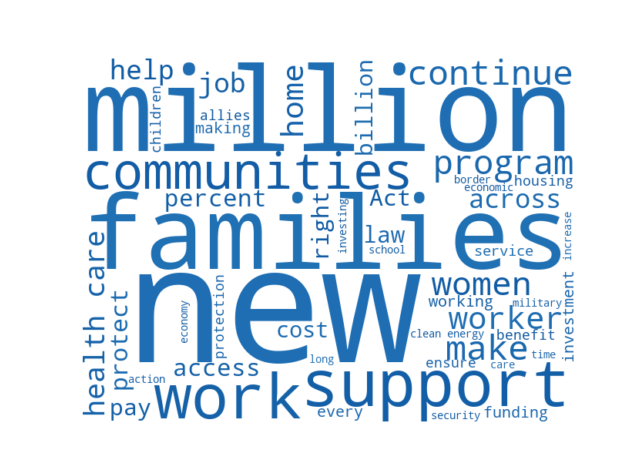 help
job
home
billion
continue
million
children
allies
making
communities
program
border
housing
economic
percent
Act
across
families
right
investing
law
school
service
increase
health care
new
women
working
military
investment
protect
economy
protection
cost
worker
clean energy
benefit
make
long
time
access
ensure
care
action
work
support
pay
every
security
funding